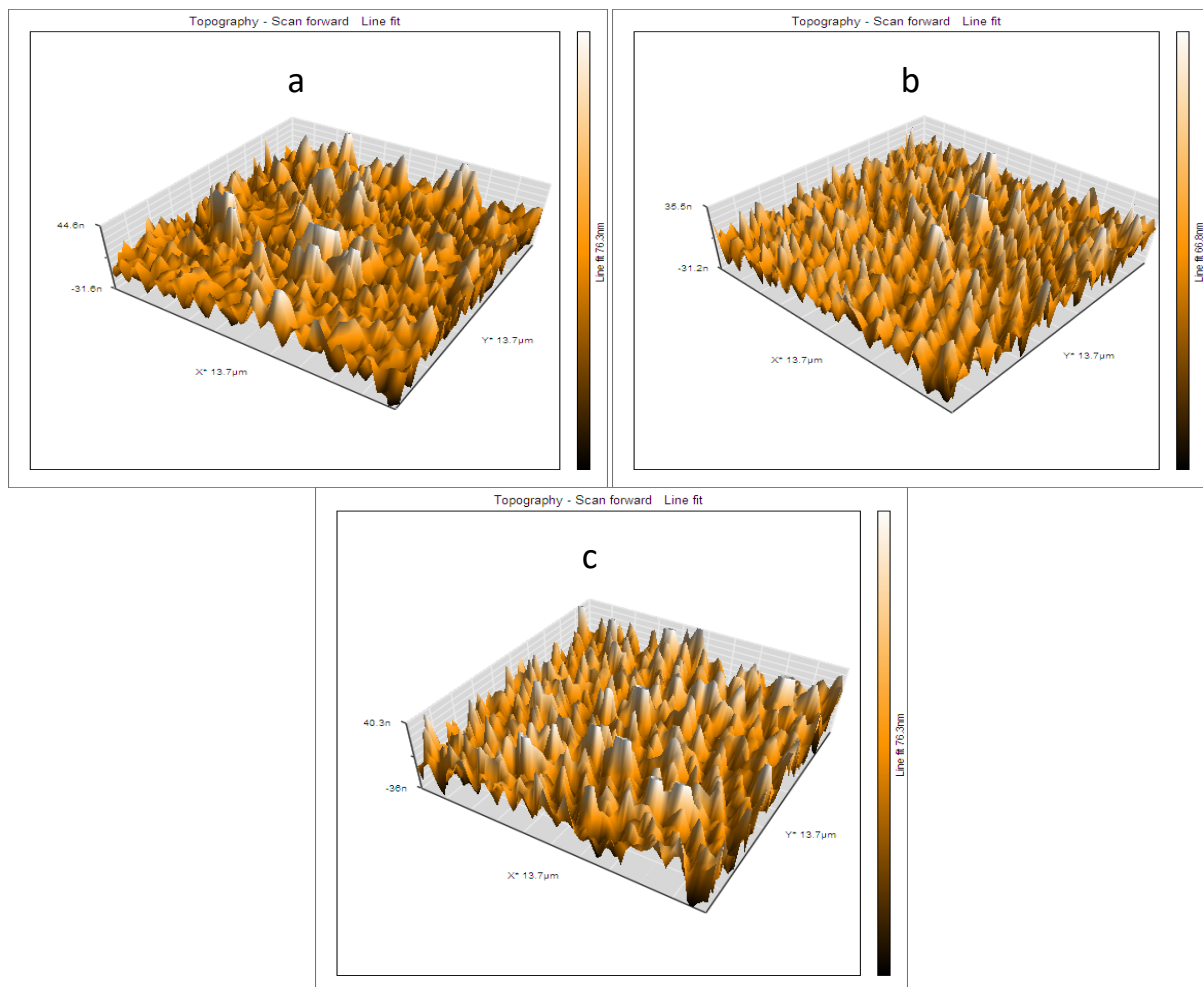 Topography - Scan forward Line fit
a
44.6n
-31.6n
X* 13.7µm
Y* 13.7µm
Line fit 76.3nm
Topography - Scan forward Line fit
b
36.5n
-31.2n
X* 13.7µm
Y* 13.7µm
Line fit 66.8nm
Topography - Scan forward Line fit
c
40.3n
-36n
X* 13.7µm
Y* 13.7µm
Line fit 76.3nm